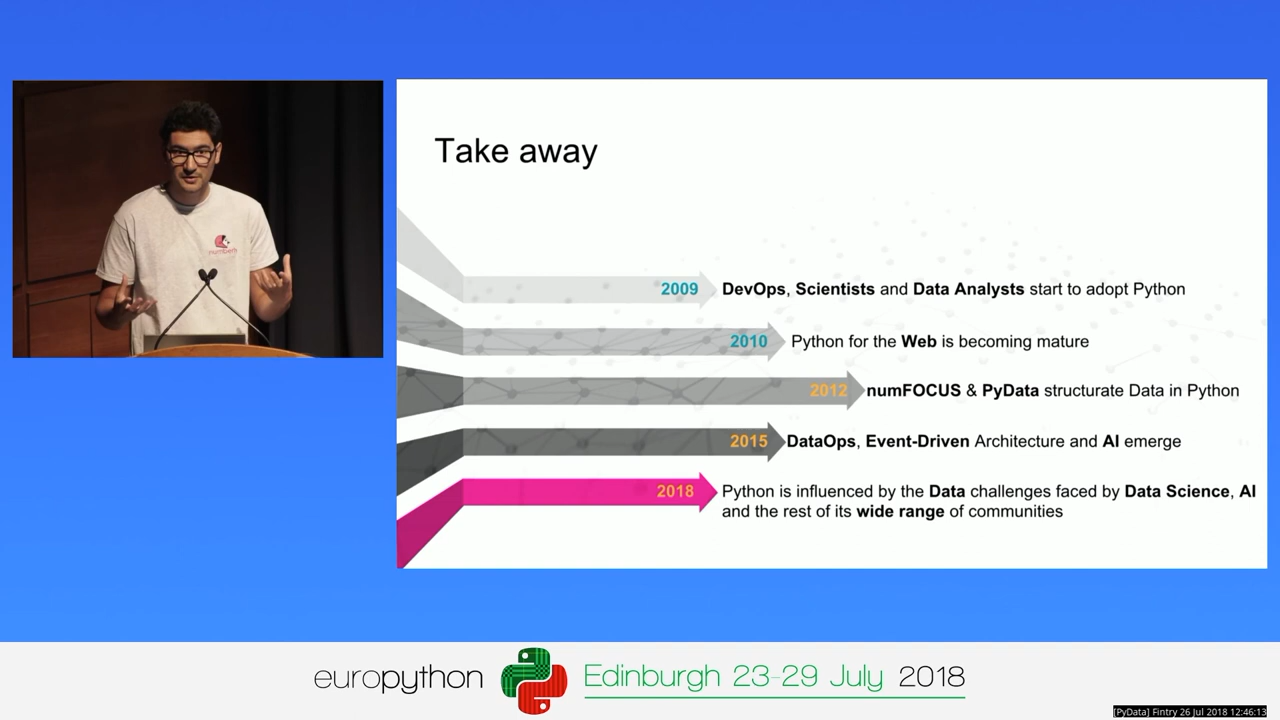 Take away
2009 DevOps, Scientists and Data Analysts start to adopt Python
2010 Python for the Web is becoming mature
2012 numFOCUS & PyData structurate Data in Python
2015 DataOps, Event-Driven Architecture and AI emerge
2018 Python is influenced by the Data challenges faced by Data Science, AI
and the rest of its wide range of communities
numberly
europython Edinburgh 23-29 July 2018
[PyData] Fintry 26 Jul 2018 12:46:13